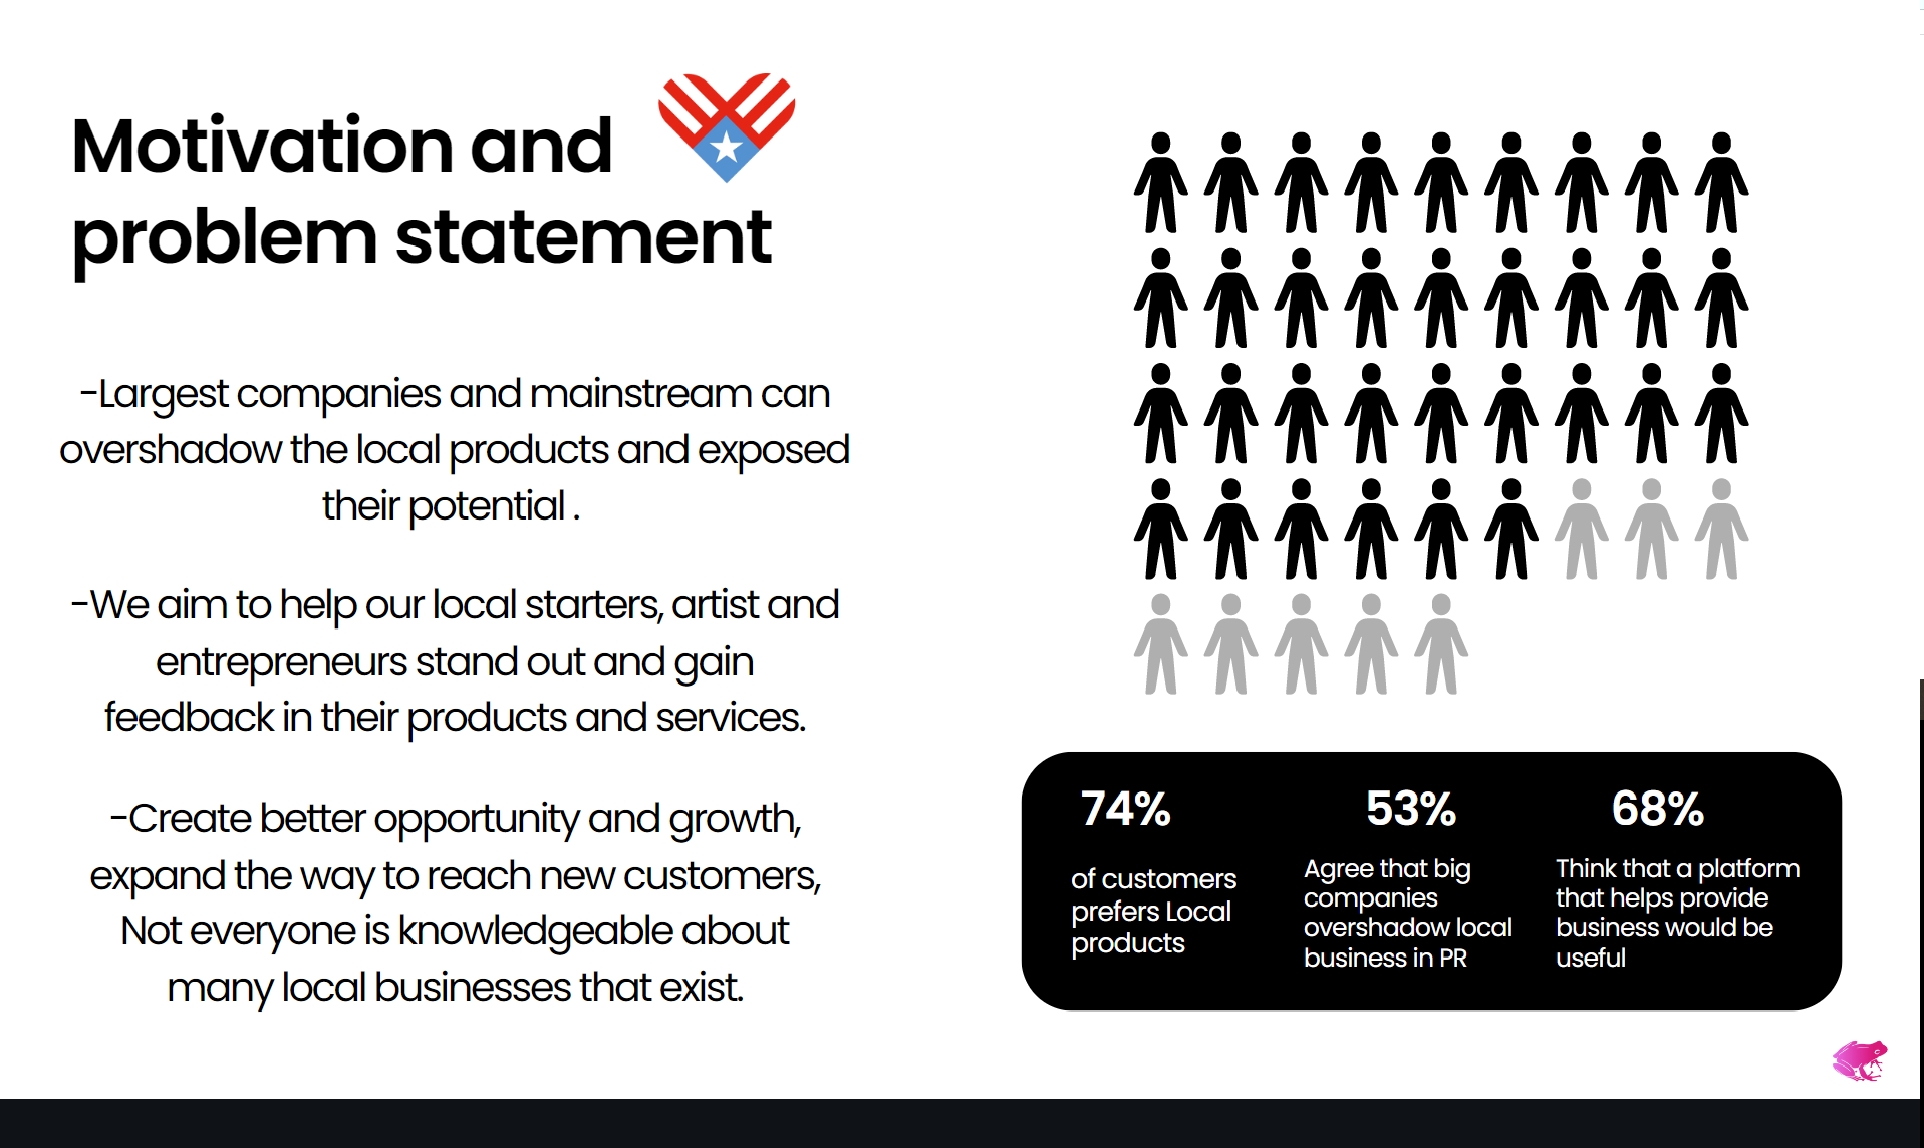 Motivation and
problem statement
-Largest companies and mainstream can
overshadow the local products and exposed
their potential .
-We aim to help our local starters, artist and
entrepreneurs stand out and gain
feedback in their products and services.
-Create better opportunity and growth,
expand the way to reach new customers,
Not everyone is knowledgeable about
many local businesses that exist.
74%
of customers
prefers Local
products
53%
Agree that big
companies
overshadow local
business in PR
68%
Think that a platform
that helps provide
business would be
useful